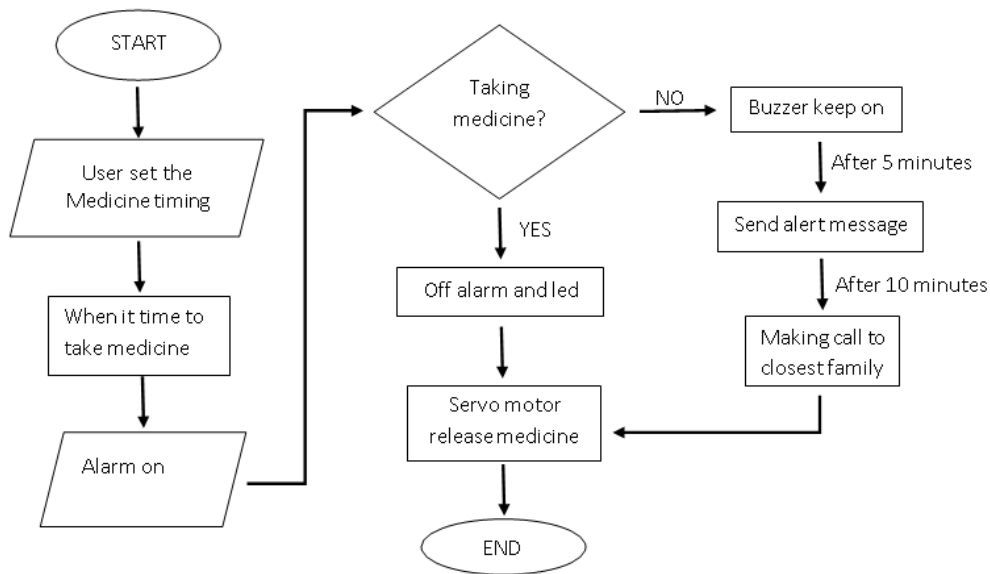 START
User set the
Medicine timing
When it time to
take medicine
Alarm on
Taking
medicine?
NO
Buzzer keep on
After 5 minutes
Send alert message
After 10 minutes
Making call to
closest family
YES
Off alarm and led
Servo motor
release medicine
END